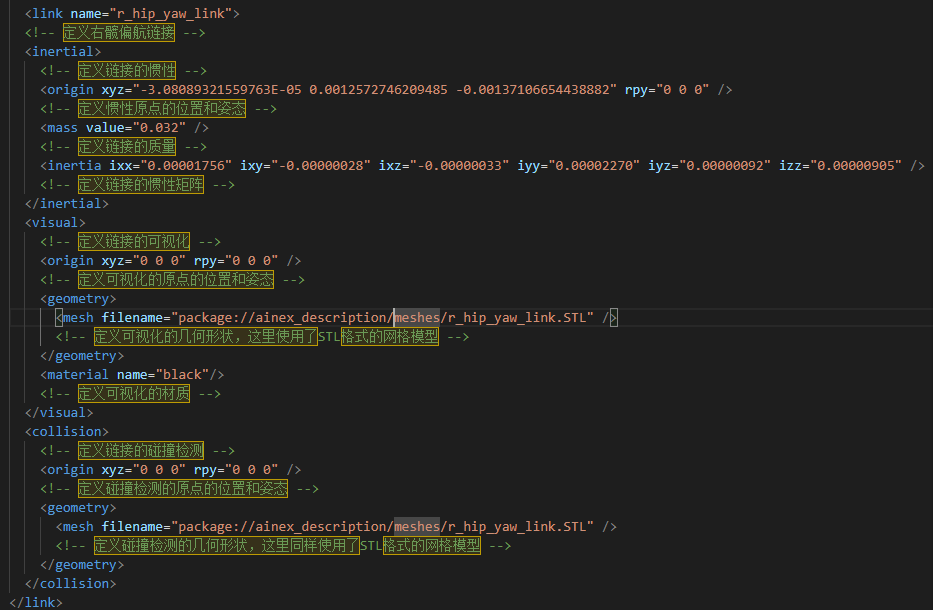 <link name="r_hip_yaw_link">
<!-- 定义右髋偏航链接 -->
<inertial>
<!-- 定义链接的惯性 -->
<origin xyz="-3.08089321559763E-05 0.0012572746209485 -0.00137106654438882" rpy="0 0 0" />
<!-- 定义惯性原点的位置和姿态 -->
<mass value="0.032" />
<!-- 定义链接的质量 -->
<inertia ixx="0.00001756" ixy="-0.00000028" ixz="-0.00000033" iyy="0.00002270" iyz="0.00000092" izz="0.00000905" />
<!-- 定义链接的惯性矩阵 -->
</inertial>
<visual>
<!-- 定义链接的可视化 -->
<origin xyz="0 0 0" rpy="0 0 0" />
<!-- 定义可视化的原点的位置和姿态 -->
<geometry>
<mesh filename="package://ainex_description/meshes/r_hip_yaw_link.STL" />
<!-- 定义可视化的几何形状，这里使用了STL格式的网格模型 -->
</geometry>
<material name="black"/>
<!-- 定义可视化的材质 -->
</visual>
<collision>
<!-- 定义链接的碰撞检测 -->
<origin xyz="0 0 0" rpy="0 0 0" />
<!-- 定义碰撞检测的原点的位置和姿态 -->
<geometry>
<mesh filename="package://ainex_description/meshes/r_hip_yaw_link.STL" />
<!-- 定义碰撞检测的几何形状，这里同样使用了STL格式的网格模型 -->
</geometry>
</collision>
</link>